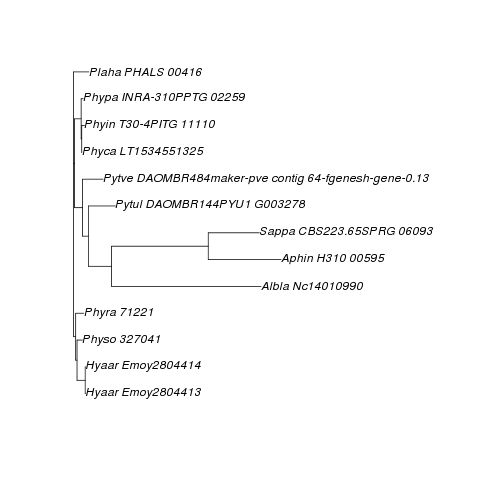 Plaha PHALS 00416
Phypa INRA-310PPTG 02259
Phyin T30-4PITG 11110
Phyca LT1534551325
Pytve DAOMBR484maker-pve contig 64-fgenesh-gene-0.13
Pytul DAOMBR144PYU1 G003278
Sappa CBS223.65SPRG 06093
Aphin H310 00595
Albla Nc14010990
Phyra 71221
Physo 327041
Hyaar Emoy2804414
Hyaar Emoy2804413